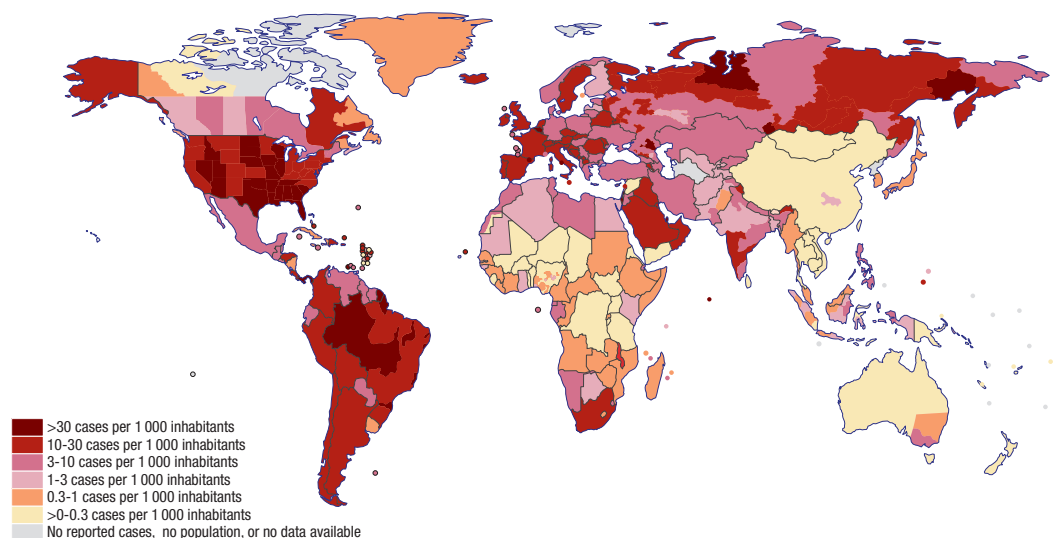 >30 cases per 1 000 inhabitants
10-30 cases per 1 000 inhabitants
3-10 cases per 1 000 inhabitants
1-3 cases per 1 000 inhabitants
0.3-1 cases per 1 000 inhabitants
>0-0.3 cases per 1 000 inhabitants
No reported cases, no population, or no data available